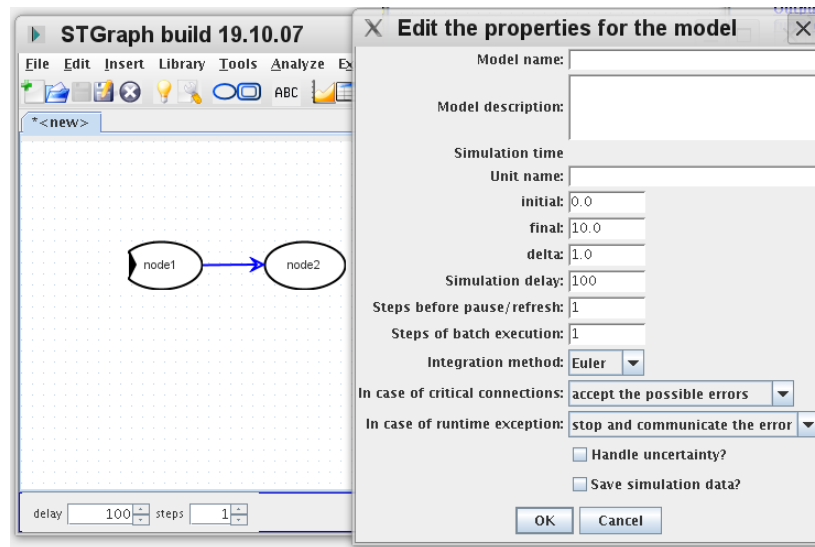 STGraph build 19.10.07
File Edit Insert Library Tools Analyze
ABC
*<new>
node1
node2
delay 100 steps 1
Edit the properties for the model
Model name:
Model description:
Simulation time
Unit name:
initial: 0.0
final: 10.0
delta: 1.0
Simulation delay: 100
Steps before pause/refresh: 1
Steps of batch execution: 1
Integration method: Euler
In case of critical connections: accept the possible errors
In case of runtime exception: stop and communicate the error
Handle uncertainty?
Save simulation data?
OK Cancel